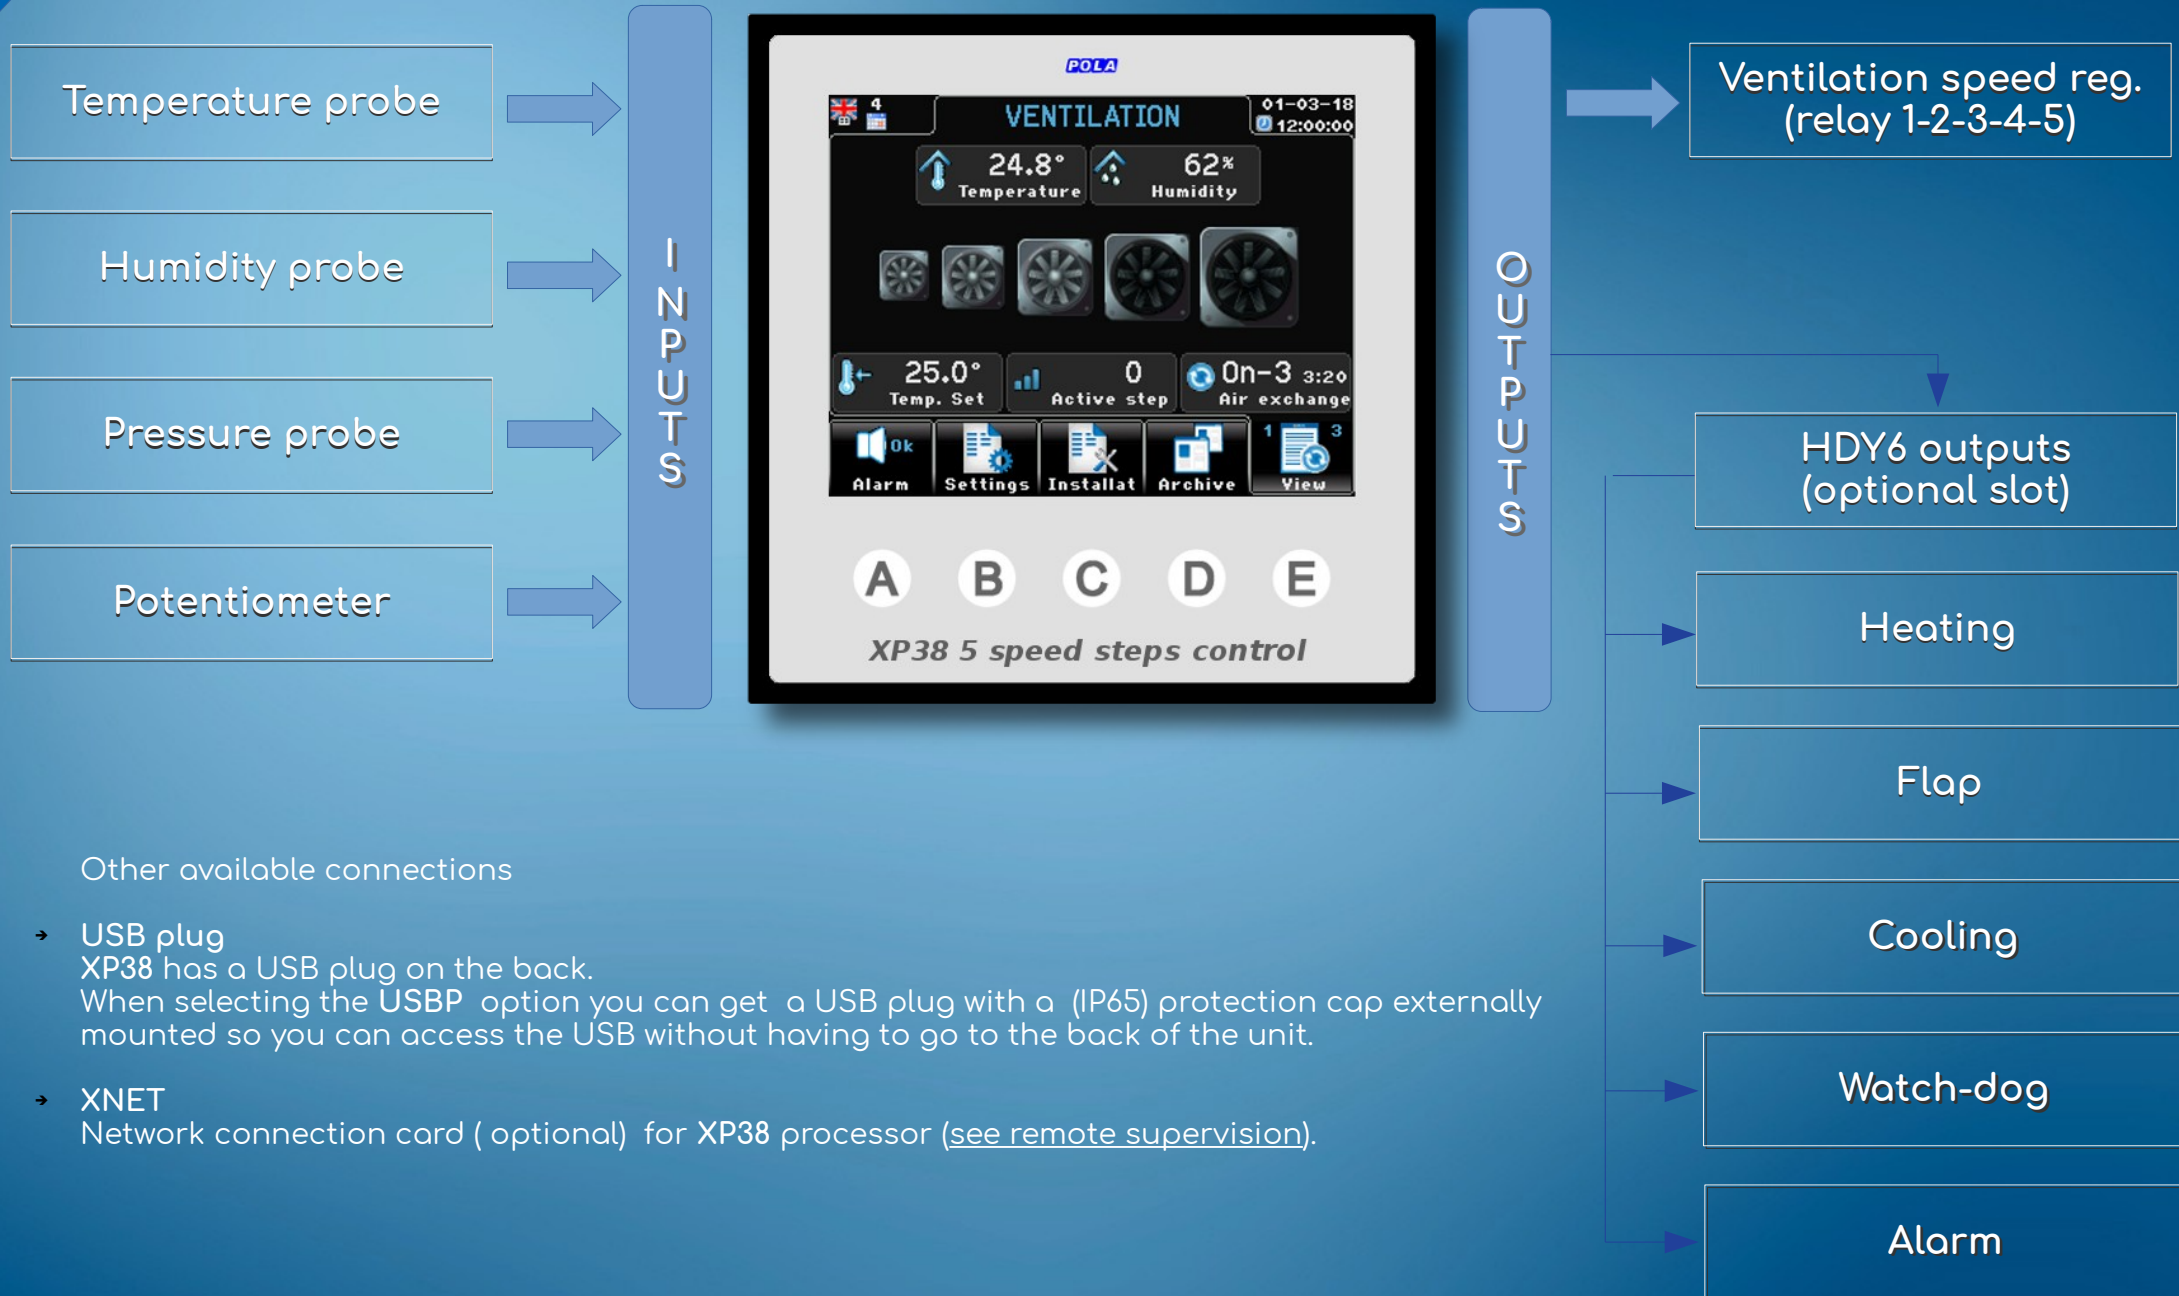 Temperature probe
Humidity probe
Pressure probe
Potentiometer
INPUTS
POLA
4
VENTILATION
01-03-18
12:00:00
24.8°
Temperature
62%
Humidity
25.0°
Temp. Set
0
Active step
On-3 3:20
Air exchange
Ok
Alarm
Settings
Installat
Archive
1 3
View
A B C D E
XP38 5 speed steps control
OUTPUTS
Ventilation speed reg.
(relay 1-2-3-4-5)
HDY6 outputs
(optional slot)
Heating
Flap
Cooling
Watch-dog
Alarm
Other available connections
USB plug
XP38 has a USB plug on the back.
When selecting the USBP option you can get a USB plug with a (IP65) protection cap externally
mounted so you can access the USB without having to go to the back of the unit.
XNET
Network connection card ( optional) for XP38 processor (see remote supervision).